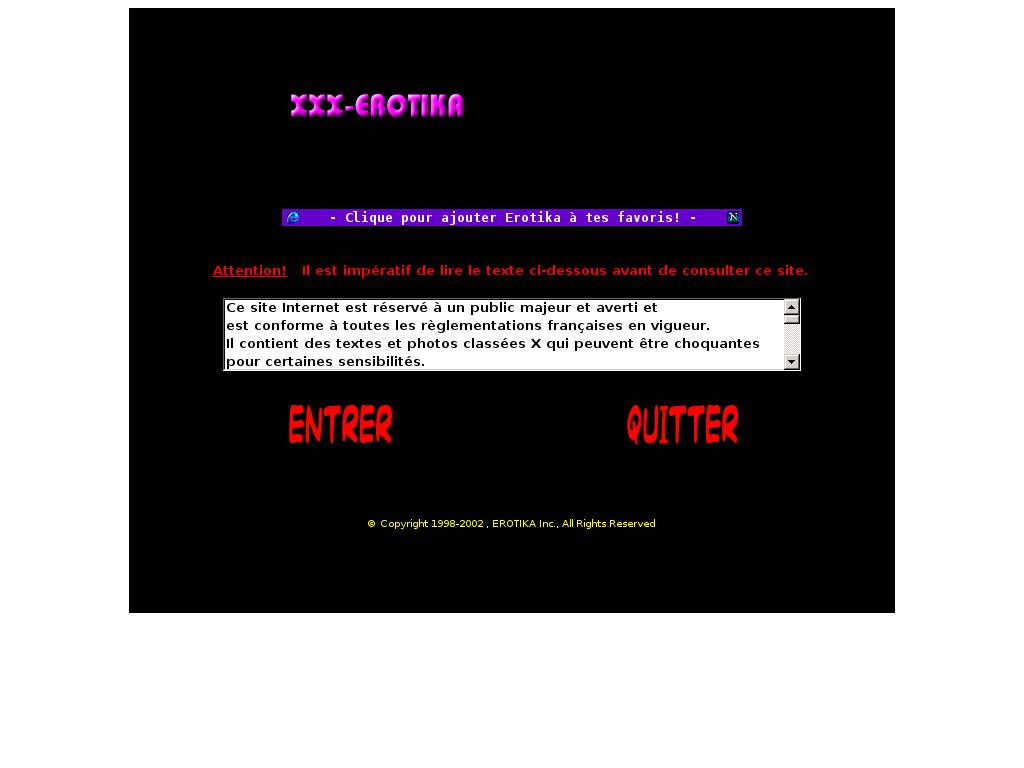 XXX-EROTIKA
- Clique pour ajouter Erotika à tes favoris! -
Attention! Il est impératif de lire le texte ci-dessous avant de consulter ce site.
Ce site Internet est réservé à un public majeur et averti et
est conforme à toutes les règlementations françaises en vigueur.
Il contient des textes et photos classées X qui peuvent être choquantes
pour certaines sensibilités.
ENTRER QUITTER
© Copyright 1998-2002 , EROTIKA Inc., All Rights Reserved